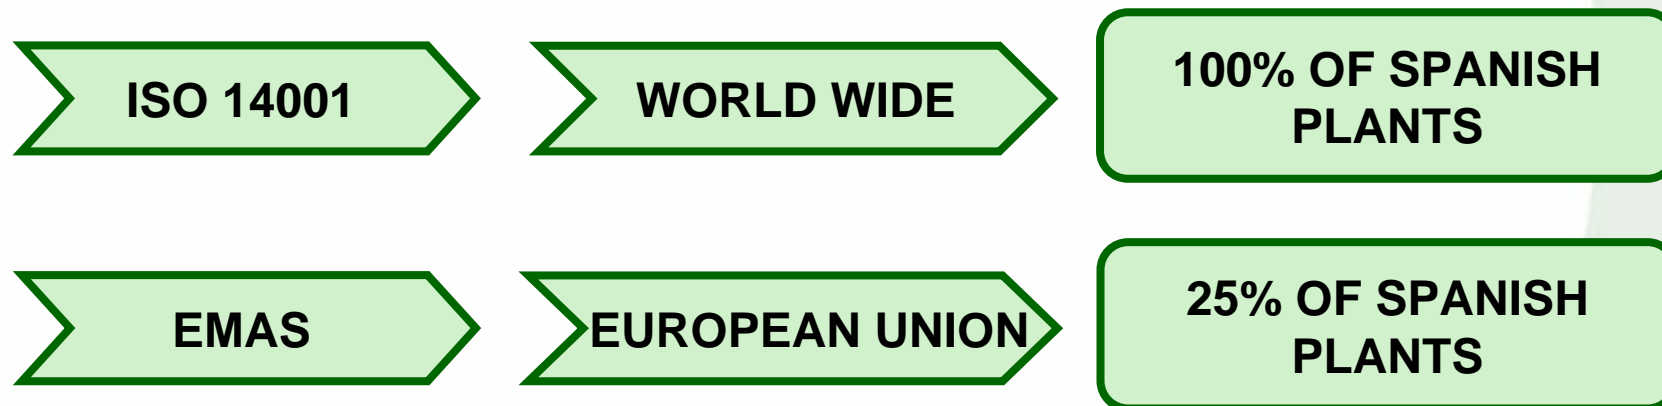 ISO 14001
WORLD WIDE
100% OF SPANISH
PLANTS
EMAS
EUROPEAN UNION
25% OF SPANISH
PLANTS